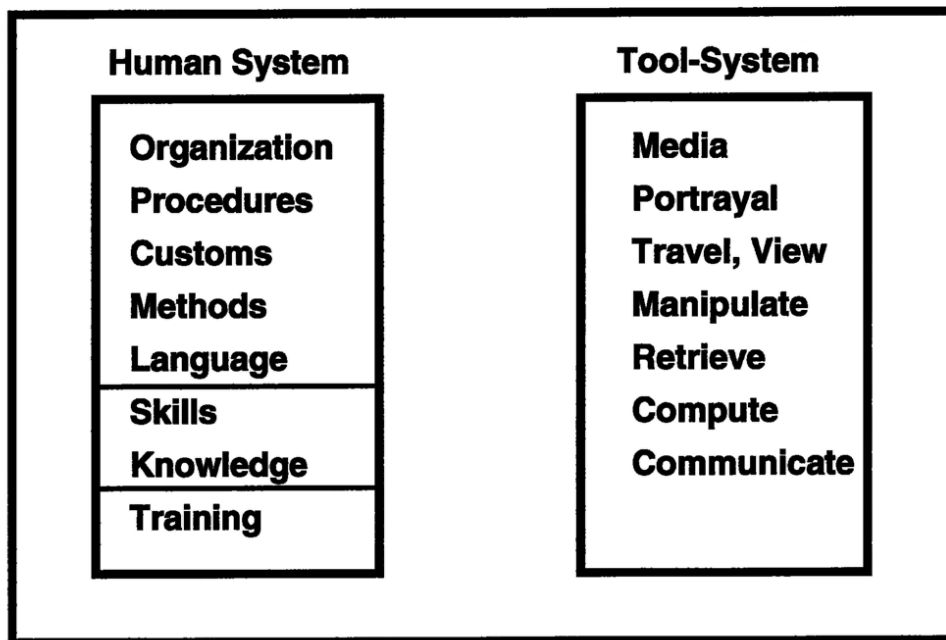 Human System
Organization
Procedures
Customs
Methods
Language
Skills
Knowledge
Training
Tool-System
Media
Portrayal
Travel, View
Manipulate
Retrieve
Compute
Communicate